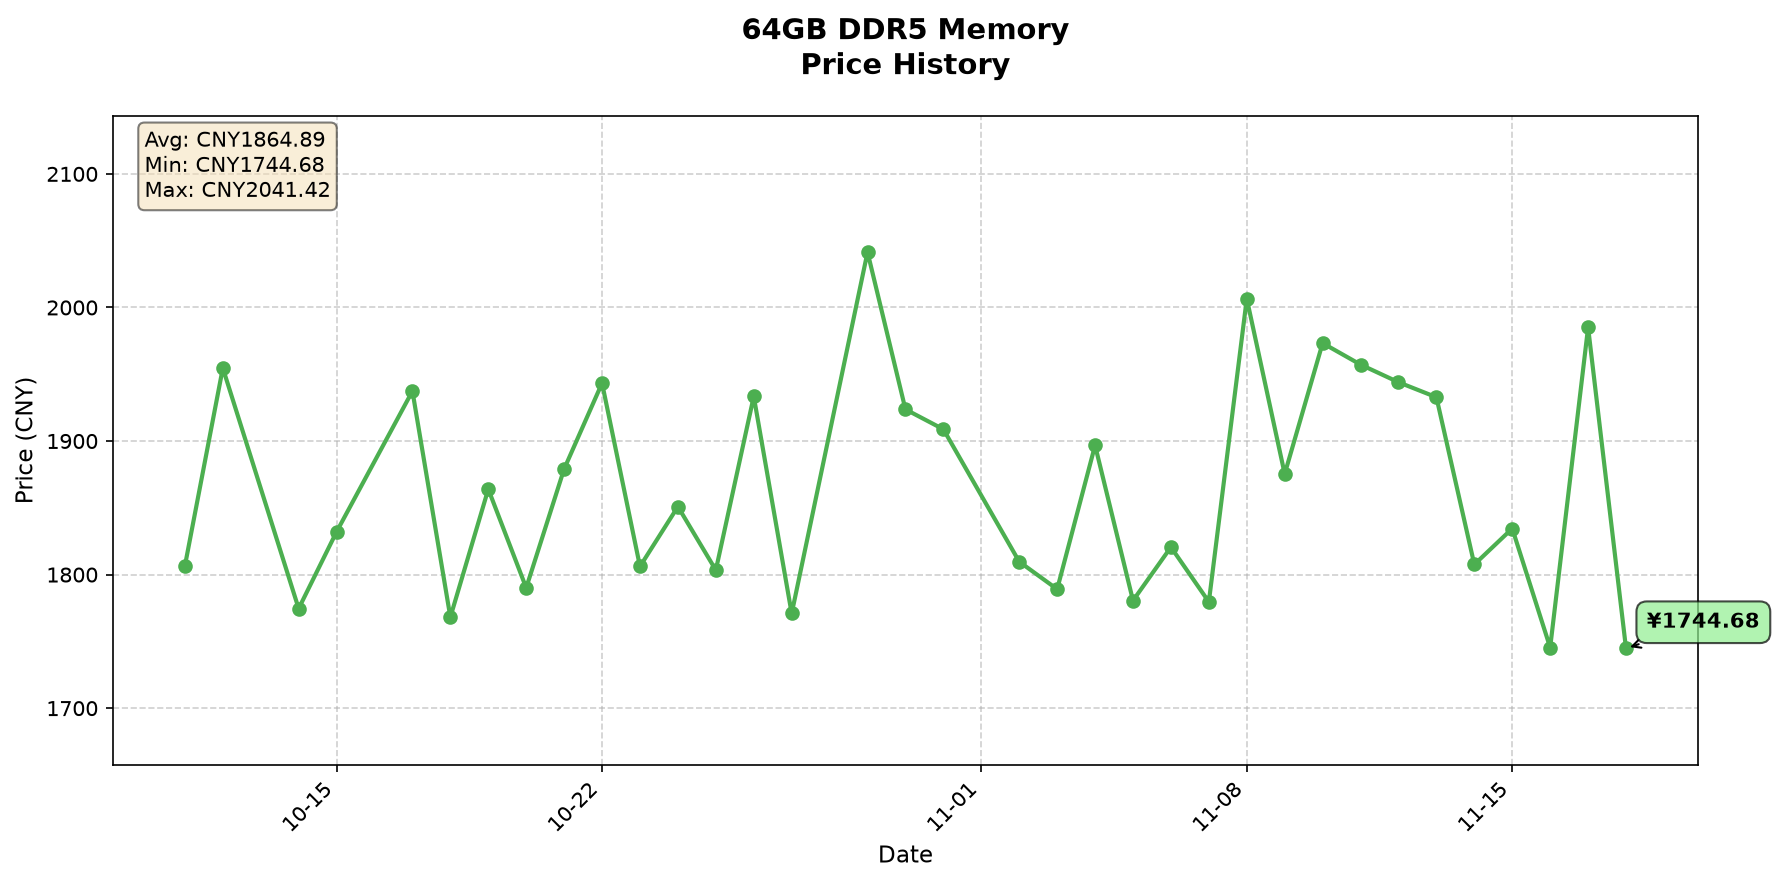 64GB DDR5 Memory
Price History
Avg: CNY1864.89
Min: CNY1744.68
Max: CNY2041.42
2100
2000
1900
1800
1700
Price (CNY)
¥1744.68
10-15
10-22
11-01
11-08
11-15
Date